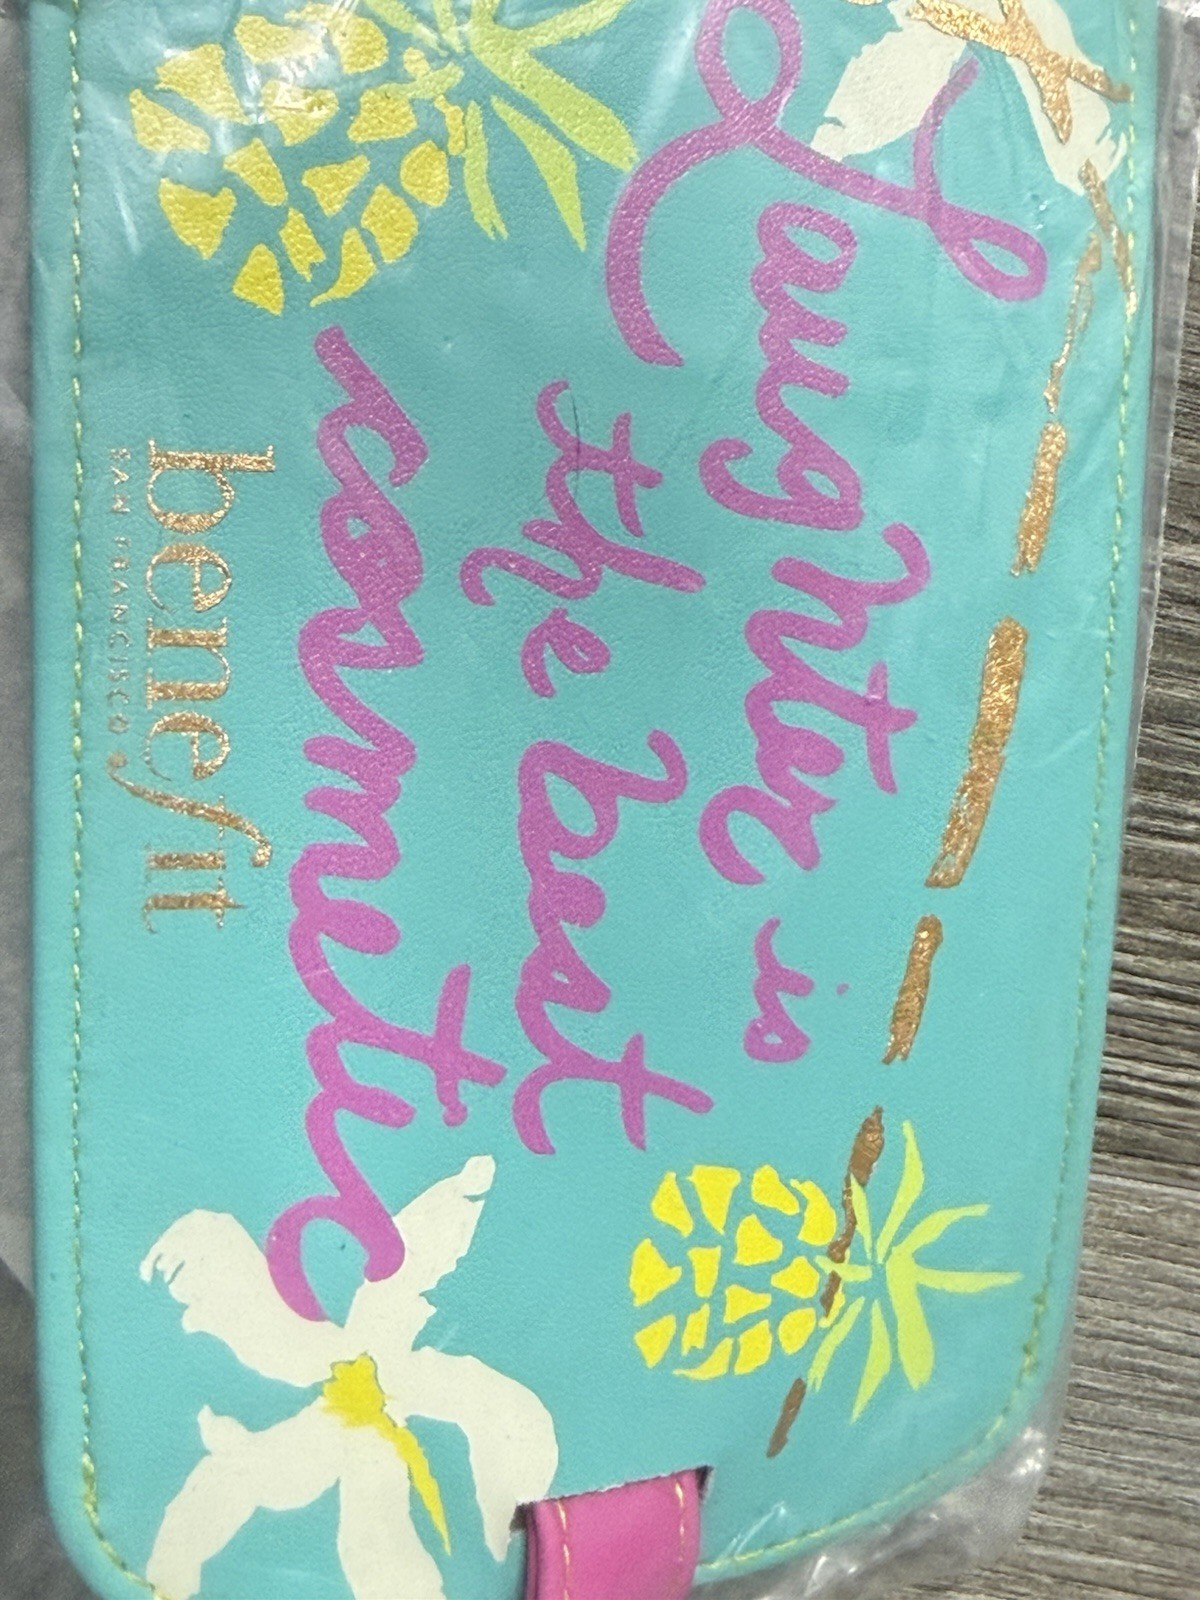 Laughter is
the best
cosmetic
benefit
SAN FRANCISCO